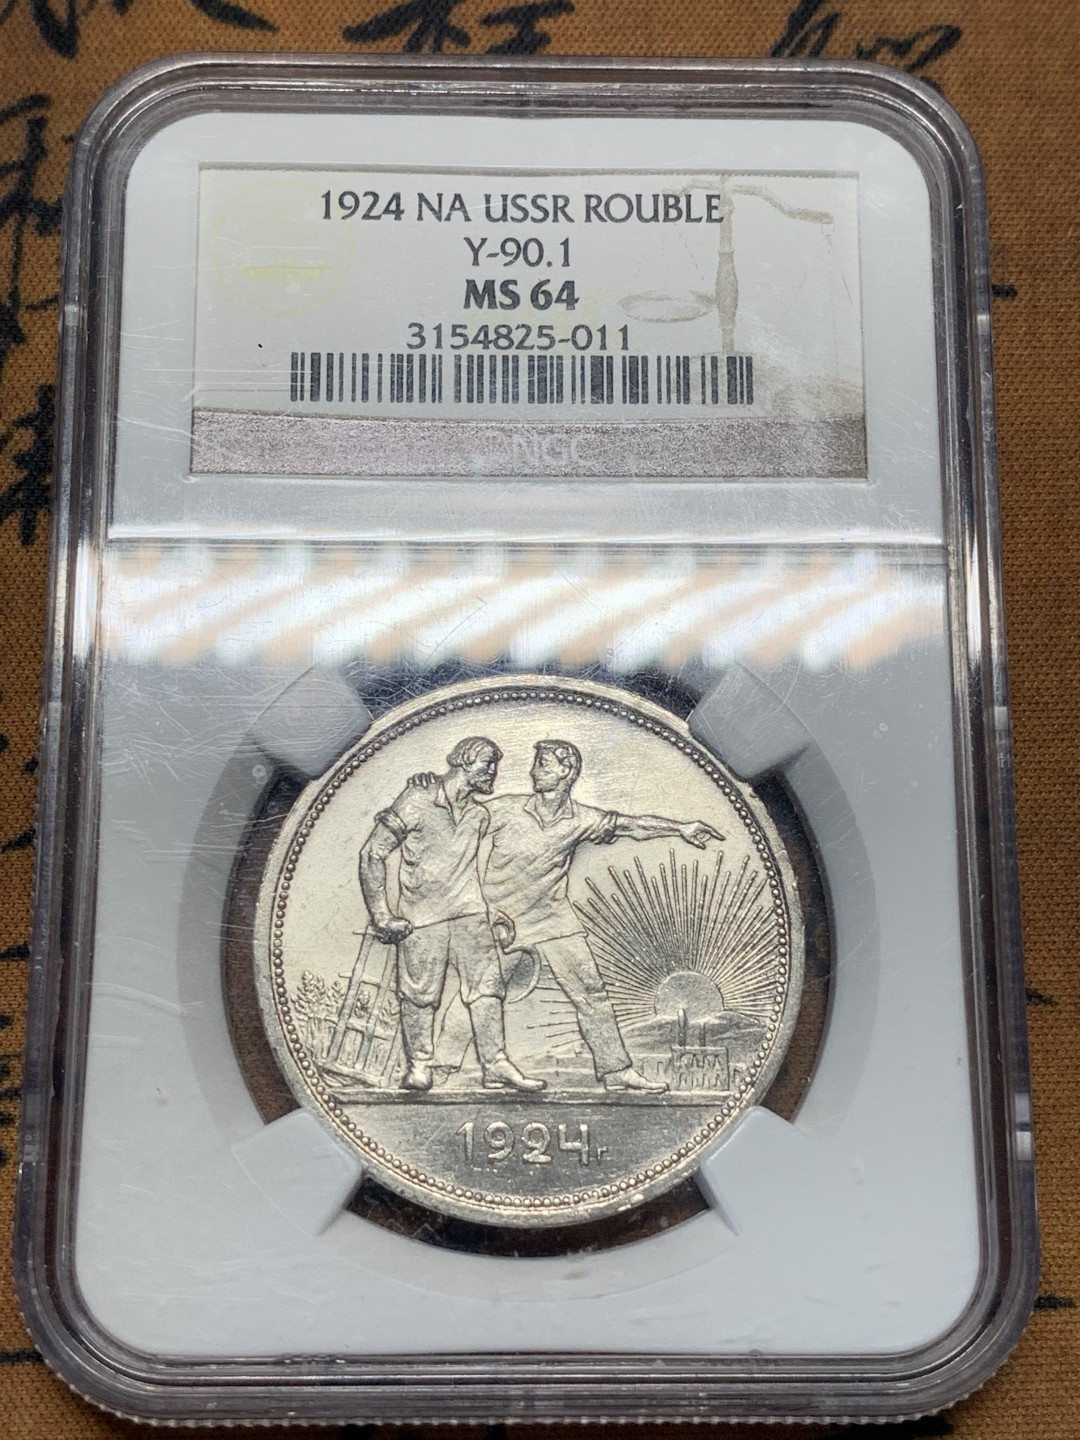 1924 NA USSR ROUBLE
Y-90.1
MS 64
3154825-011
NGC
1924г